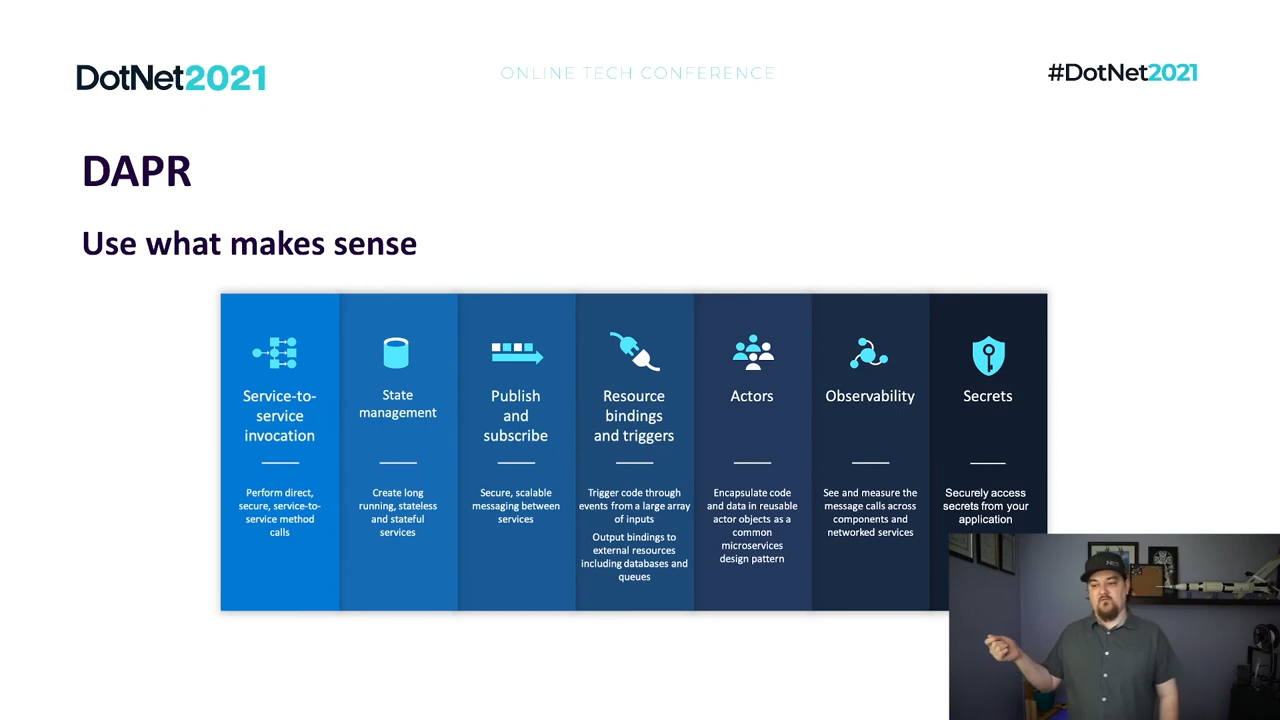 DotNet2021
ONLINE TECH CONFERENCE
#DotNet2021
DAPR
Use what makes sense
Service-to-
service
invocation
Perform direct,
secure, service-to-
service method
calls
State
management
Create long
running, stateless
and stateful
services
Publish
and
subscribe
Secure, scalable
messaging between
services
Resource
bindings
and triggers
Trigger code through
events from a large array
of inputs
Output bindings to
external resources
including databases and
queues
Actors
Encapsulate code
and data in reusable
actor objects as a
common
microservices
design pattern
Observability
See and measure the
message calls across
components and
networked services
Secrets
Securely access
secrets from your
application